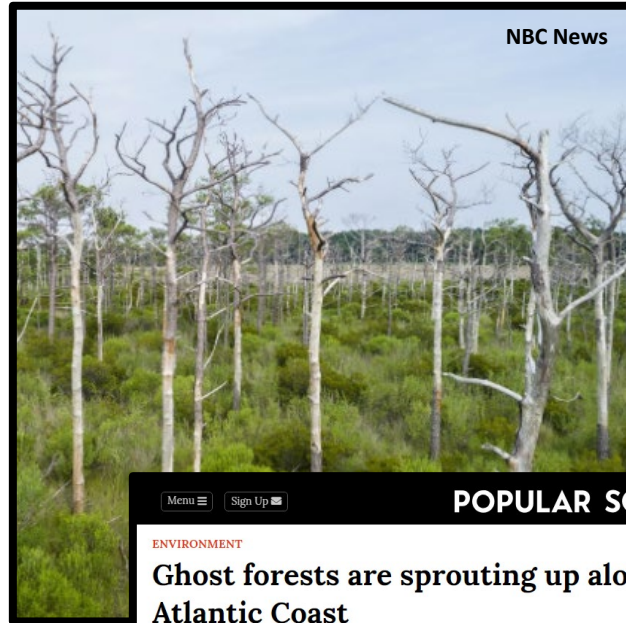 NBC News
Menu Sign Up
POPULAR
ENVIRONMENT
Ghost forests are sprouting up
Atlantic Coast